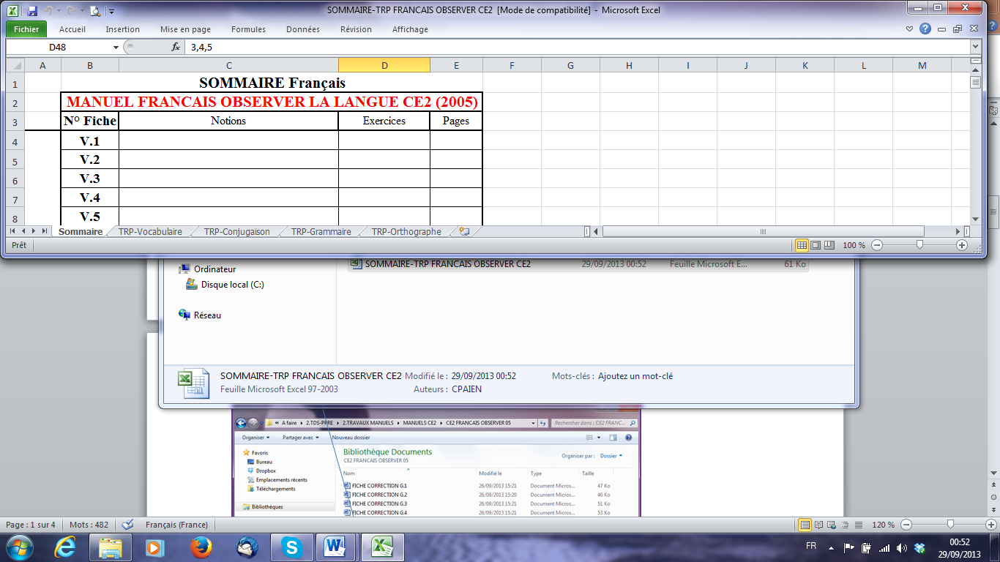 SOMMAIRE-TRP FRANCAIS OBSERVER CE2 [Mode de compatibilité] - Microsoft Excel
Fichier Accueil Insertion Mise en page Formules Données Révision Affichage
D48 fx 3,4,5
A B C D E F G H I J K L M
1 SOMMAIRE Français
2 MANUEL FRANCAIS OBSERVER LA LANGUE CE2 (2005)
3 N° Fiche Notions Exercices Pages
4 V.1
5 V.2
6 V.3
7 V.4
8 V.5
Sommaire TRP-Vocabulaire TRP-Conjugaison TRP-Grammaire TRP-Orthographe
Prêt 100 %
Ordinateur SOMMAIRE-TRP FRANCAIS OBSERVER CE2 29/09/2013 00:52 Feuille Microsoft E... 61 Ko
Disque local (C:)
Réseau
SOMMAIRE-TRP FRANCAIS OBSERVER CE2 Modifié le : 29/09/2013 00:52 Mots-clés : Ajoutez un mot-clé
Feuille Microsoft Excel 97-2003 Auteurs : CPAIEN
« A faire 2.TDS-PPRE 2.TRAVAUX MANUELS MANUELS CE2 CE2 FRANCAIS OBSERVER 05 Rechercher dans : CE2 FRANC...
Organiser Partager avec Nouveau dossier
Favoris Bibliothèque Documents Organiser par : Dossier
Bureau CE2 FRANCAIS OBSERVER 05
Dropbox Nom Modifié le Type Taille
Emplacements récents
Téléchargements
FICHE CORRECTION G.1 26/09/2013 15:21 Document Micros... 47 Ko
FICHE CORRECTION G.2 26/09/2013 15:20 Document Micros... 46 Ko
Bibliothèques FICHE CORRECTION G.3 26/09/2013 15:21 Document Micros... 51 Ko
FICHE CORRECTION G.4 26/09/2013 15:21 Document Micros... 53 Ko
Page : 1 sur 4 Mots : 482 Français (France) 120 %
FR 00:52
29/09/2013